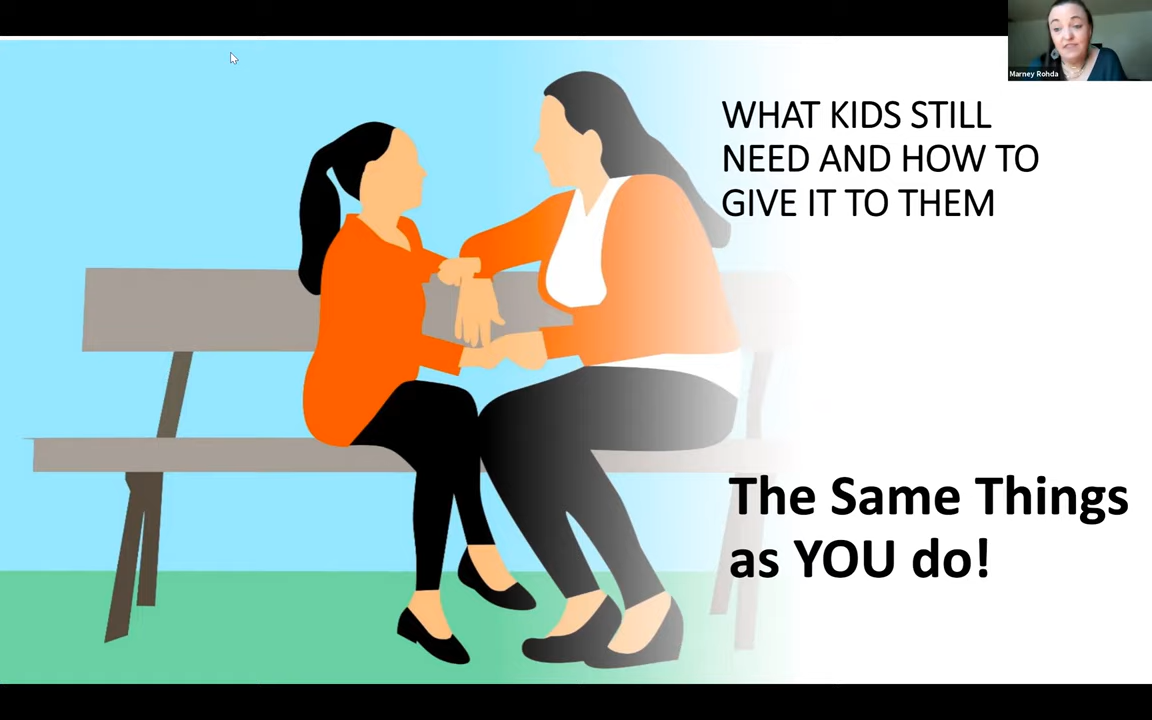 Marney Rohda
WHAT KIDS STILL
NEED AND HOW TO
GIVE IT TO THEM
The Same Things
as YOU do!